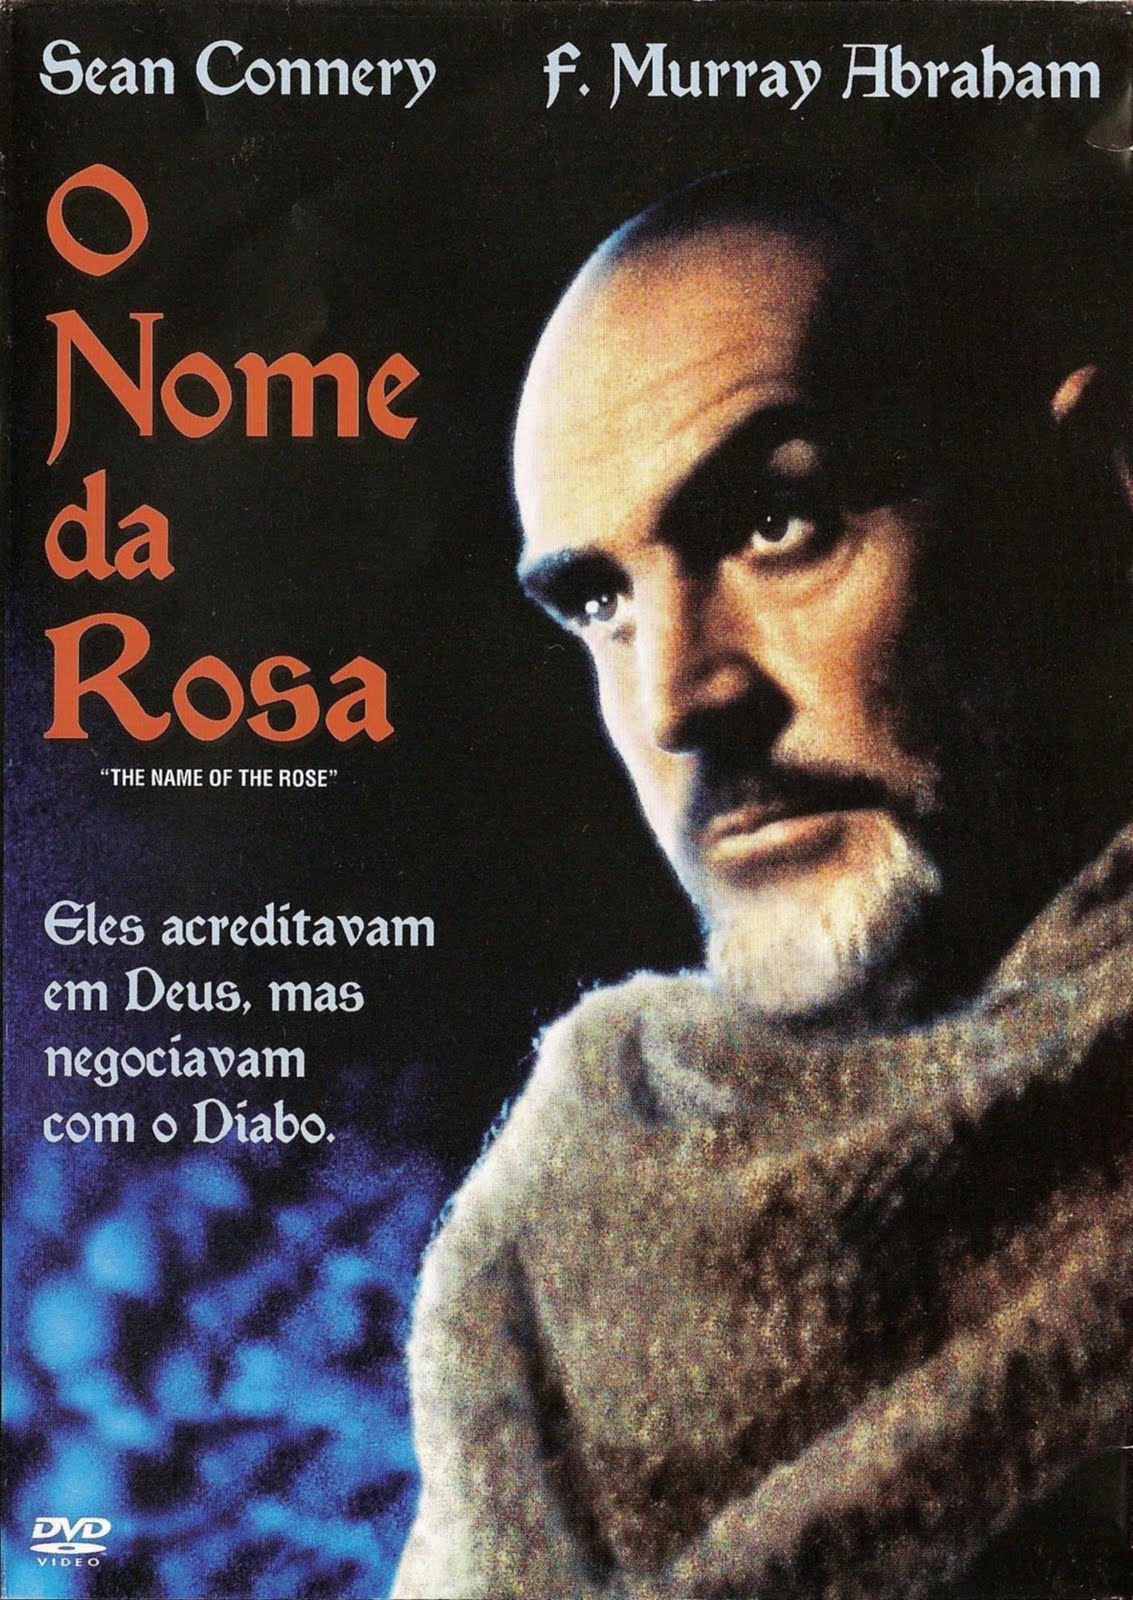 Sean Connery F. Murray Abraham
O
Nome
da
Rosa
“THE NAME OF THE ROSE”
Eles acreditavam
em Deus, mas
negociavam
com o Diabo.
DVD
VIDEO